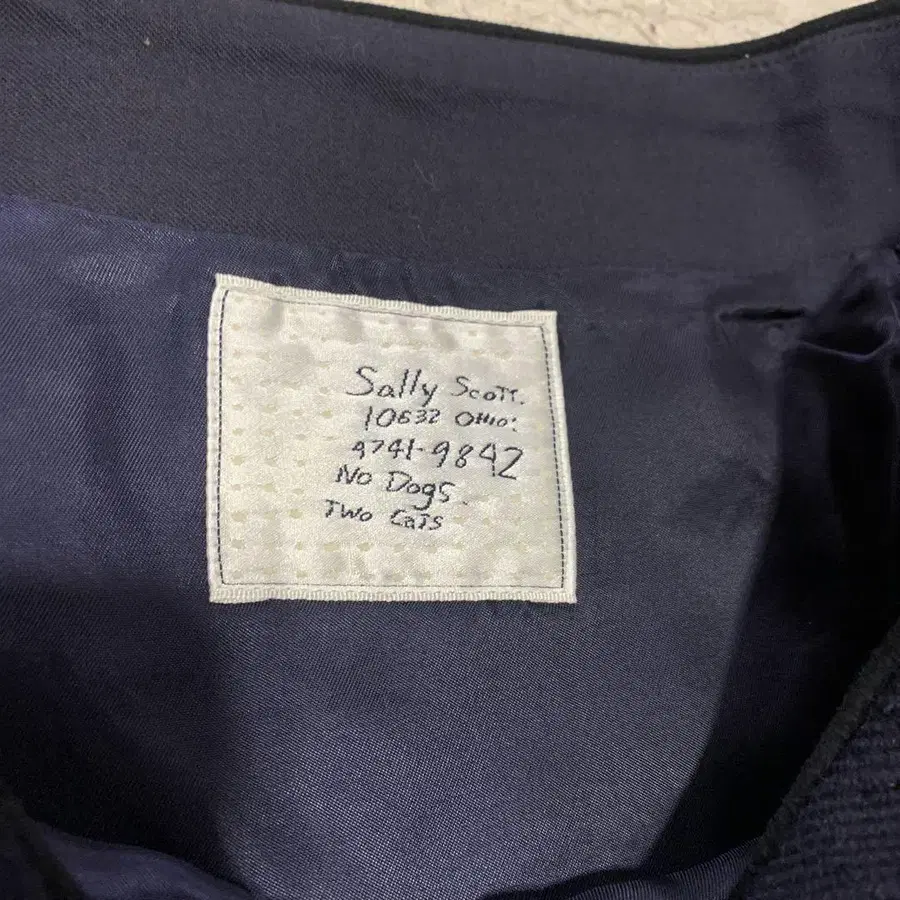 Sally Scott.
10632 Ohio:
9741-9842
No Dogs.
Two Cats